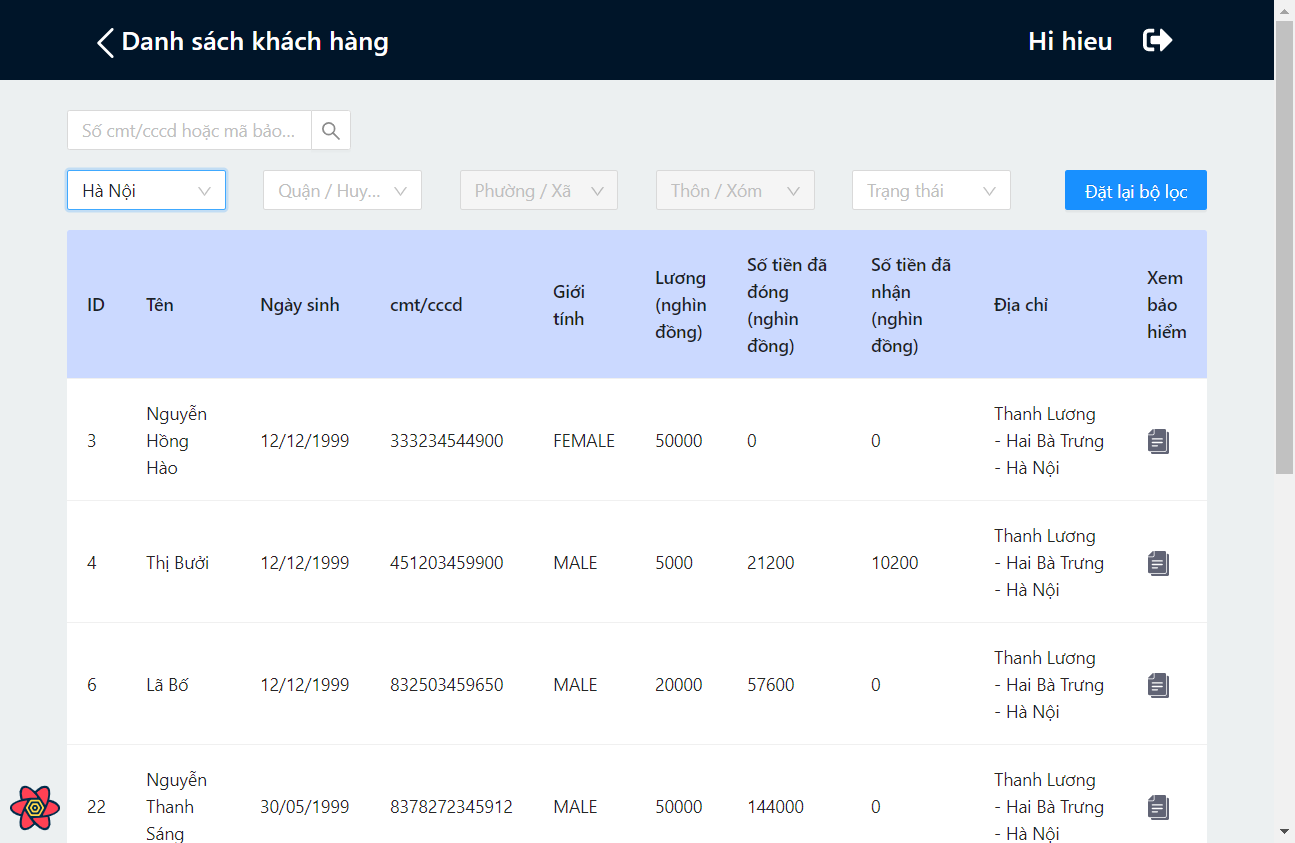 Danh sách khách hàng
Hi hieu
Số cmt/cccd hoặc mã bảo...
Hà Nội
Quận / Huy...
Phường / Xã
Thôn / Xóm
Trạng thái
Đặt lại bộ lọc
ID
Tên
Ngày sinh
cmt/cccd
Giới
tính
Lương
(nghìn
đồng)
Số tiền đã
đóng
(nghìn
đồng)
Số tiền đã
nhận
(nghìn
đồng)
Địa chỉ
Xem
bảo
hiểm
3
Nguyễn
Hồng
Hào
12/12/1999
333234544900
FEMALE
50000
0
0
Thanh Lương
- Hai Bà Trưng
- Hà Nội
4
Thị Bưởi
12/12/1999
451203459900
MALE
5000
21200
10200
Thanh Lương
- Hai Bà Trưng
- Hà Nội
6
Lã Bố
12/12/1999
832503459650
MALE
20000
57600
0
Thanh Lương
- Hai Bà Trưng
- Hà Nội
22
Nguyễn
Thanh
Sáng
30/05/1999
8378272345912
MALE
50000
144000
0
Thanh Lương
- Hai Bà Trưng
- Hà Nội